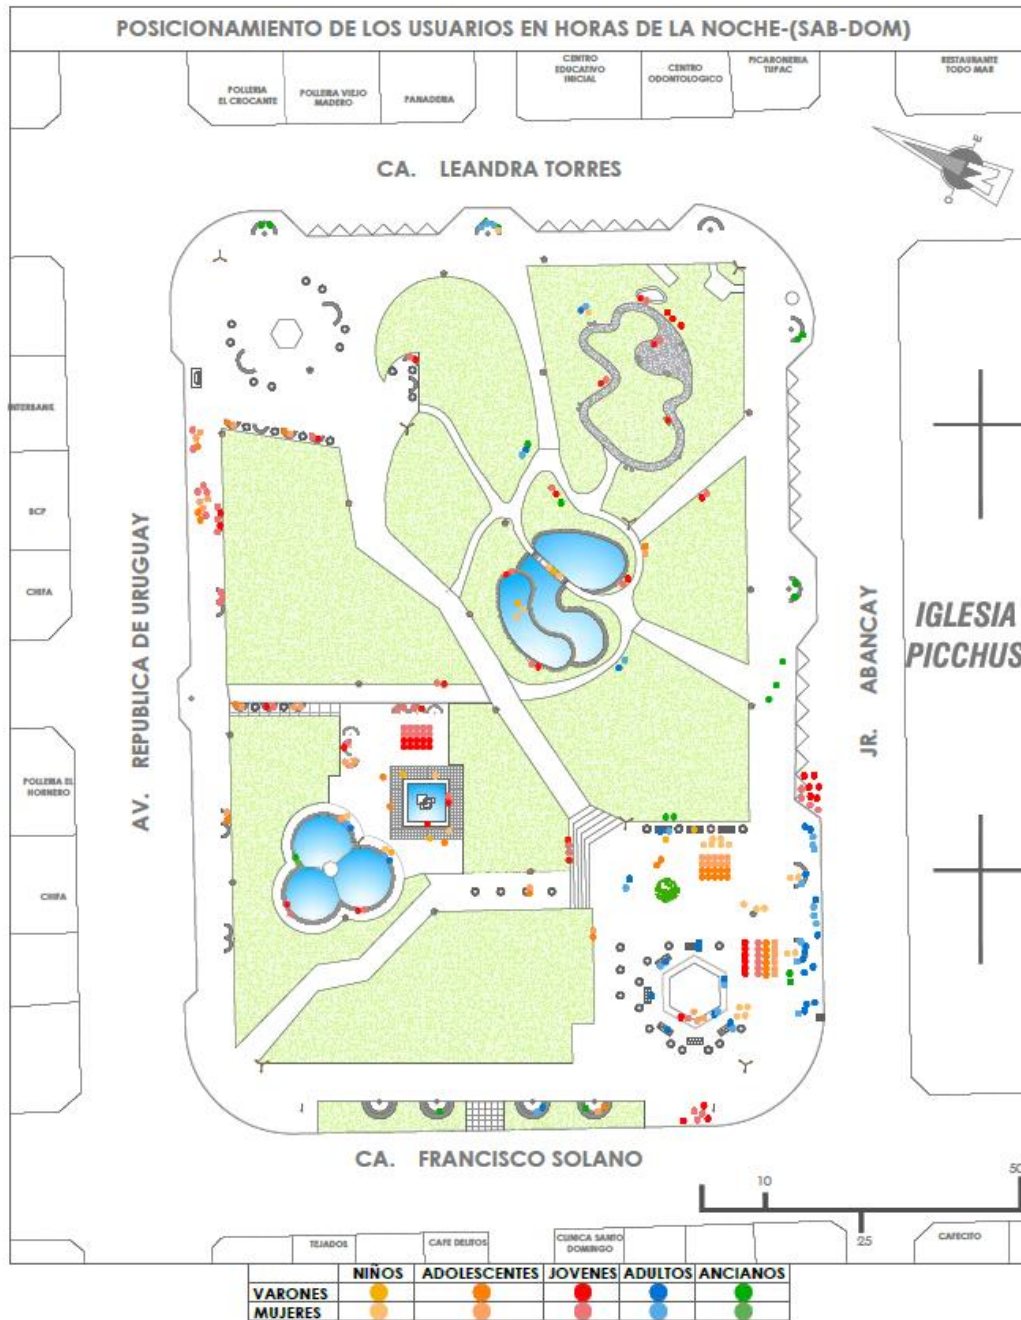 POSICIONAMIENTO DE LOS USUARIOS EN HORAS DE LA NOCHE-(SAB-DOM)
POLLERIA
EL CROCANTE
POLLERIA VIEJO
MADERO
PANADERIA
CENTRO
EDUCATIVO
INICIAL
CENTRO
ODONTOLOGICO
PICARONERIA
TUPAC
RESTAURANTE
TODO MAR
CA. LEANDRA TORRES
E
N
O
INTERBANK
BCP
CHIFA
POLLERIA EL
HORNERO
CHIFA
AV. REPUBLICA DE URUGUAY
JR. ABANCAY
IGLESIA
PICCHUS
CA. FRANCISCO SOLANO
10
50
25
TEJADOS
CAFE DELITOS
CLINICA SANTO
DOMINGO
CAFECITO
NIÑOS ADOLESCENTES JOVENES ADULTOS ANCIANOS
VARONES
MUJERES